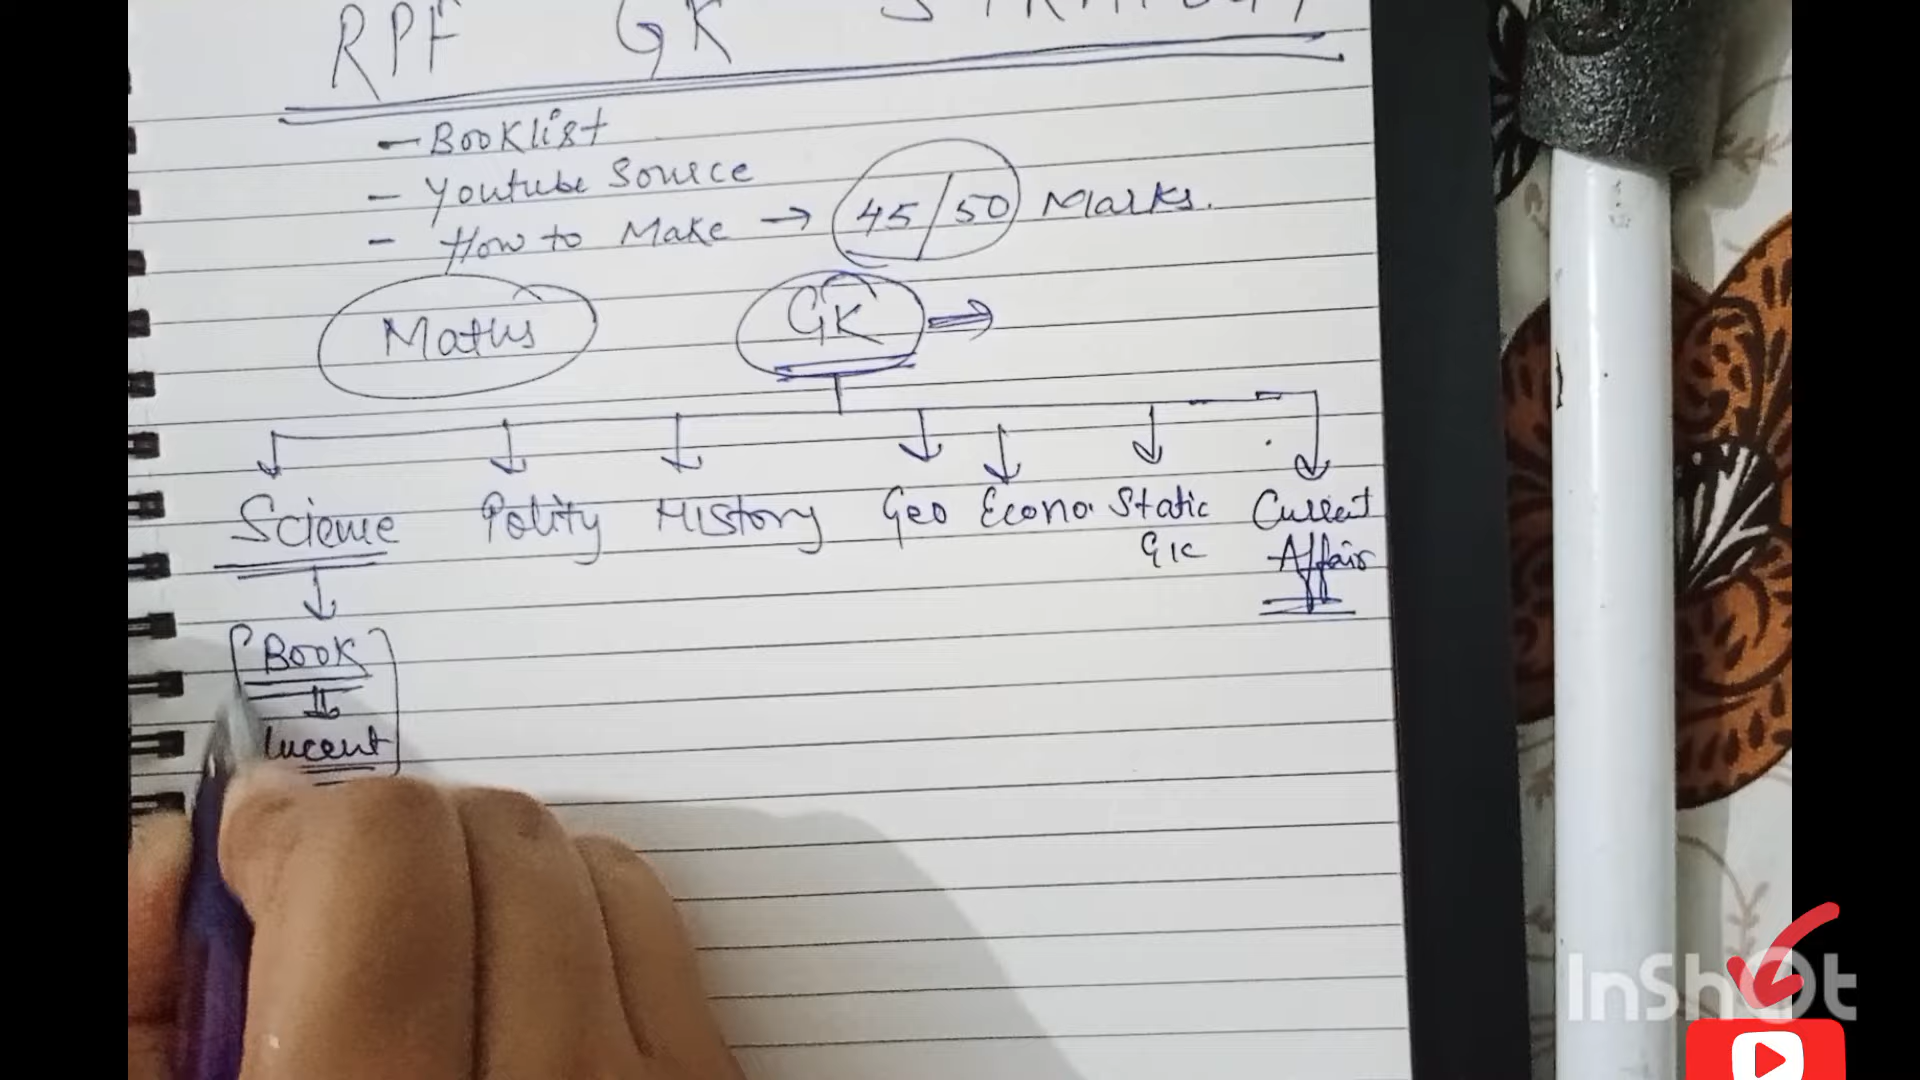 RPF GK STRATEGY
- Booklist
- Youtube Source
- How to Make → 45/50 Marks.
Maths GK →
Science Polity History Geo Econo. Static GK Current Affair
Book
Lucent
InShot